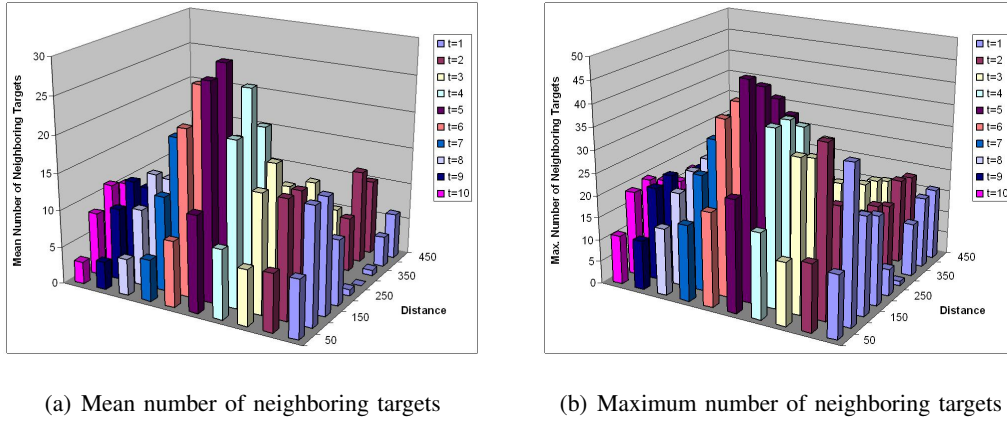 Mean Number of Neighboring Targets
30
25
20
15
10
5
0
50
150
250
350
450
Distance
t=1
t=2
t=3
t=4
t=5
t=6
t=7
t=8
t=9
t=10
Max. Number of Neighboring Targets
50
45
40
35
30
25
20
15
10
5
0
50
150
250
350
450
Distance
t=1
t=2
t=3
t=4
t=5
t=6
t=7
t=8
t=9
t=10
(a) Mean number of neighboring targets
(b) Maximum number of neighboring targets